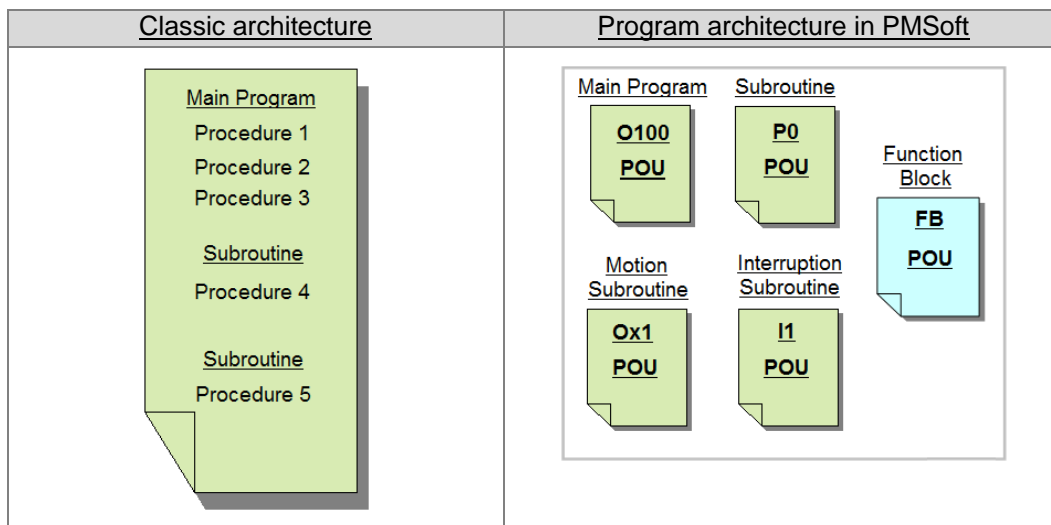 Classic architecture
Program architecture in PMSoft
Main Program
Procedure 1
Procedure 2
Procedure 3
Subroutine
Procedure 4
Subroutine
Procedure 5
Main Program
O100
POU
Subroutine
P0
POU
Function
Block
FB
POU
Motion
Subroutine
Ox1
POU
Interruption
Subroutine
I1
POU